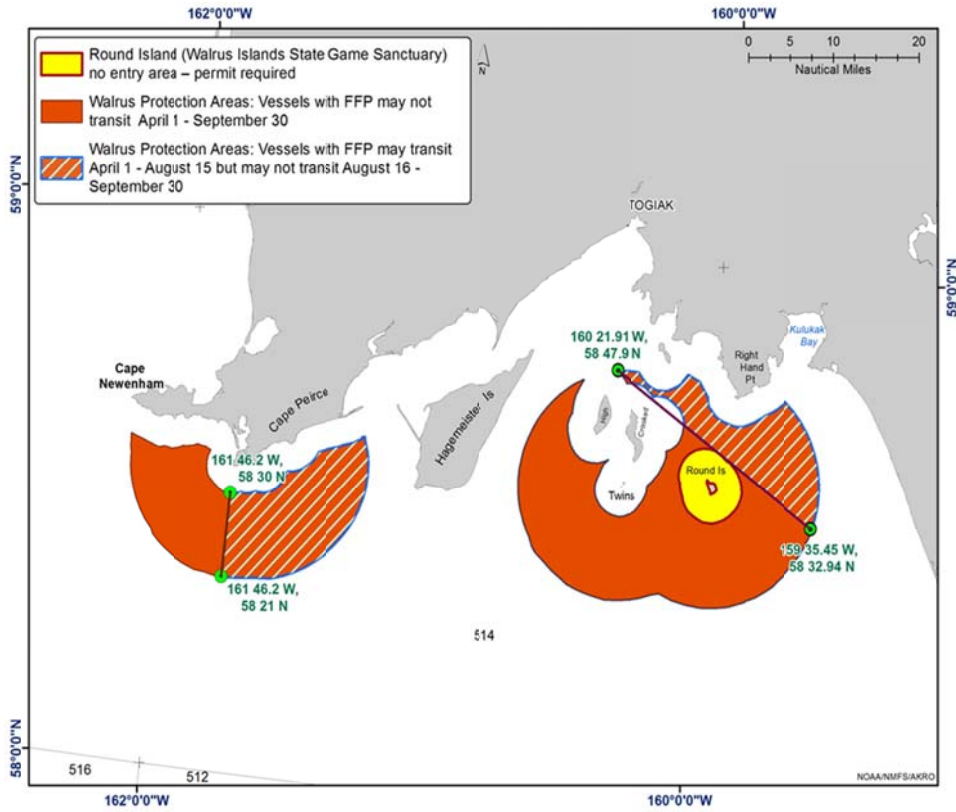 162°0'0"W
160°0'0"W
Round Island (Walrus Islands State Game Sanctuary)
no entry area – permit required
Walrus Protection Areas: Vessels with FFP may not
transit April 1 - September 30
Walrus Protection Areas: Vessels with FFP may transit
April 1 - August 15 but may not transit August 16 -
September 30
N
0 5 7.5 10 20
Nautical Miles
59°0'0"N
59°0'0"N
TOGIAK
160 21.91 W,
58 47.9 N
Kulukak
Bay
Right
Hand
Pt
Cape
Newenham
Cape Peirce
Hagemeister Is
High
Crooked
Round Is
Twins
161 46.2 W,
58 30 N
159 35.45 W,
58 32.94 N
161 46.2 W,
58 21 N
514
58°0'0"N
58°0'0"N
516
512
NOAA/NMFS/AKRO
162°0'0"W
160°0'0"W